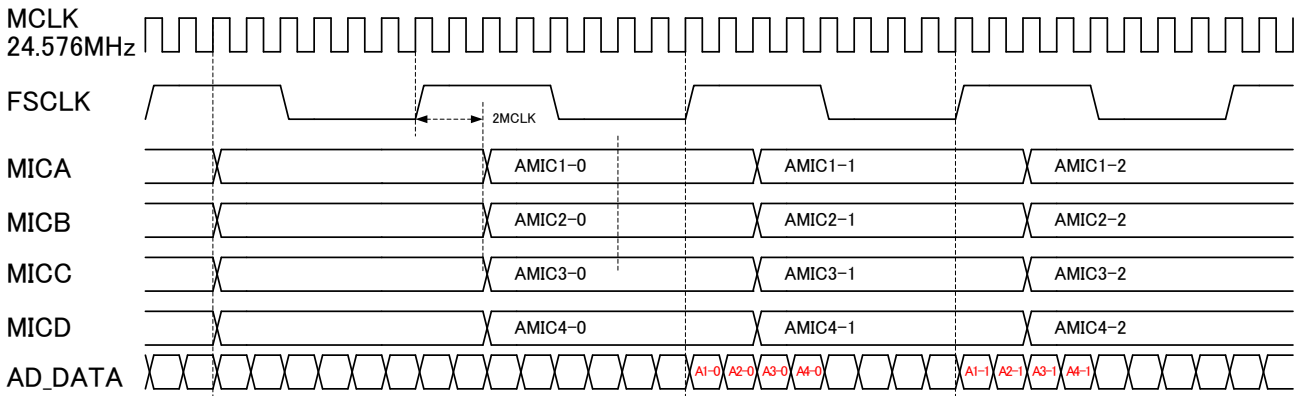 MCLK
24.576MHz
FSCLK
2MCLK
MICA AMIC1-0 AMIC1-1 AMIC1-2
MICB AMIC2-0 AMIC2-1 AMIC2-2
MICC AMIC3-0 AMIC3-1 AMIC3-2
MICD AMIC4-0 AMIC4-1 AMIC4-2
AD_DATA A1-0 A2-0 A3-0 A4-0 A1-1 A2-1 A3-1 A4-1